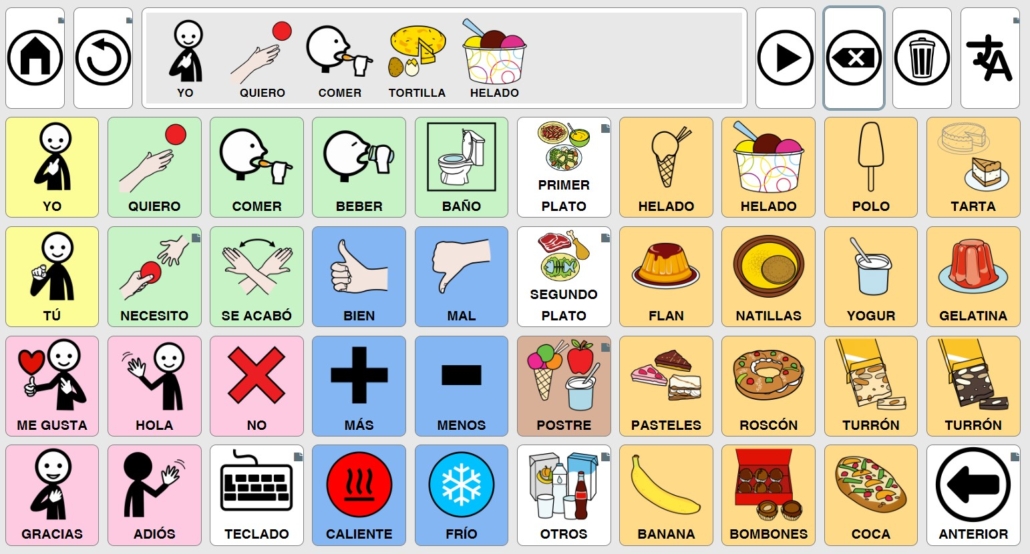 YO QUIERO COMER TORTILLA HELADO
YO QUIERO COMER BEBER BAÑO PRIMER PLATO HELADO HELADO POLO TARTA
TÚ NECESITO SE ACABÓ BIEN MAL SEGUNDO PLATO FLAN NATILLAS YOGUR GELATINA
ME GUSTA HOLA NO MÁS MENOS POSTRE PASTELES ROSCÓN TURRÓN TURRÓN
GRACIAS ADIÓS TECLADO CALIENTE FRÍO OTROS BANANA BOMBONES COCA ANTERIOR